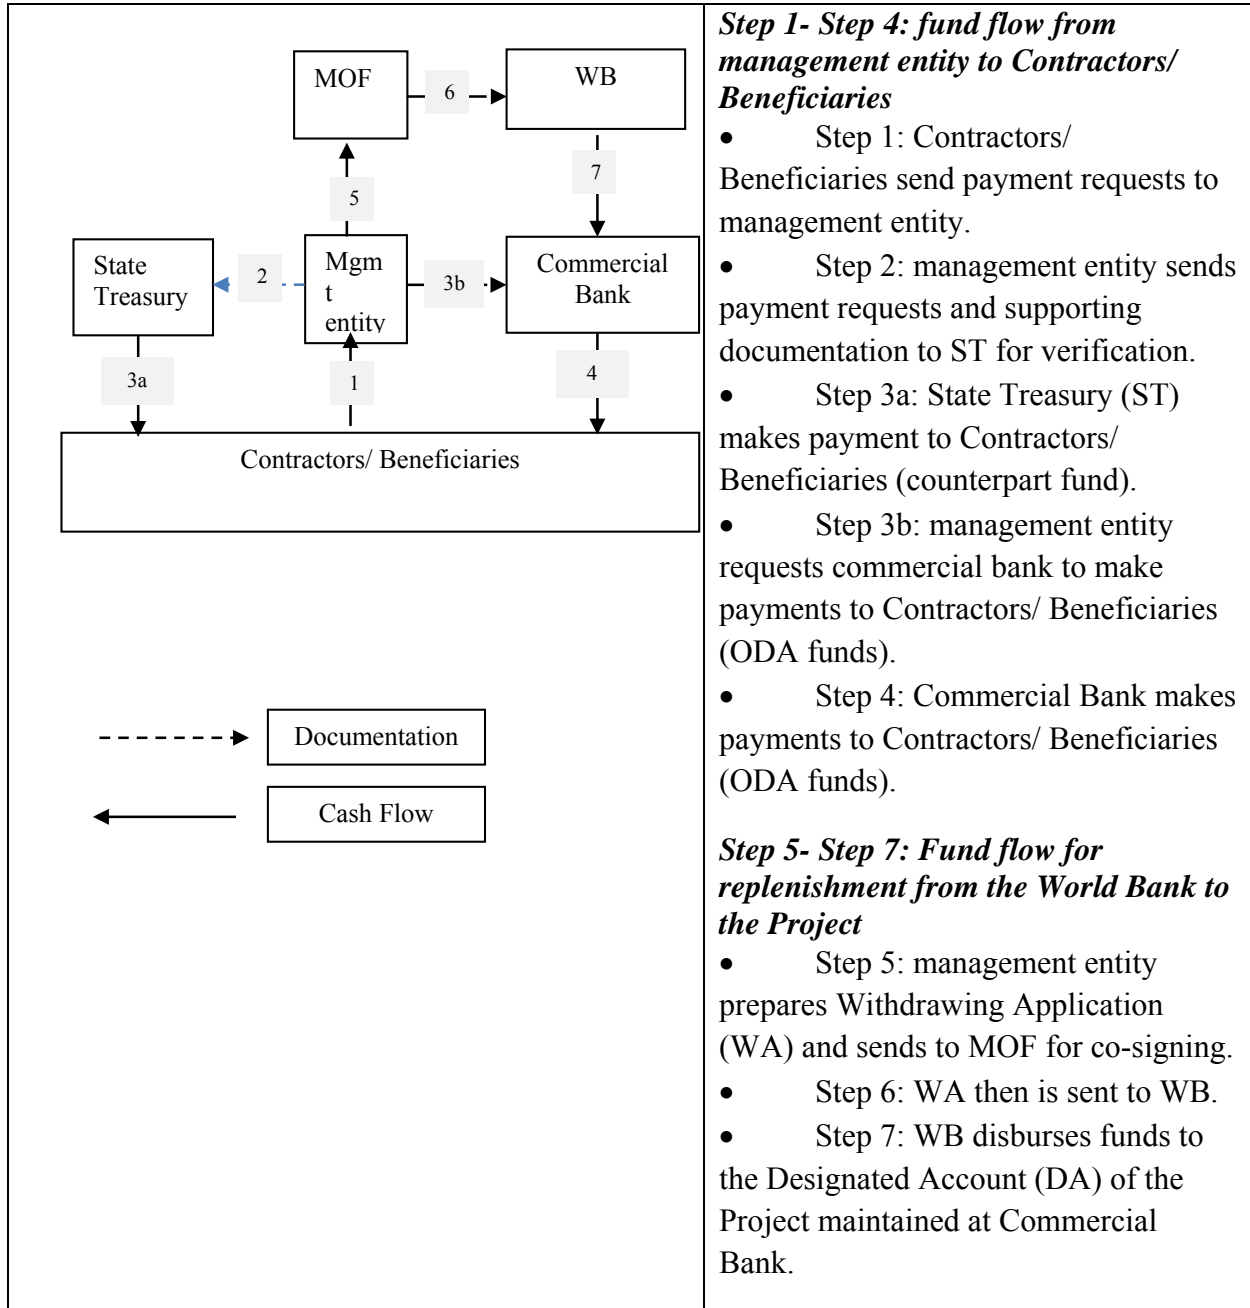 MOF
WB
6
7
5
State
Treasury
2
Mgm
t
entity
3b
Commercial
Bank
3a
1
4
Contractors/ Beneficiaries
Documentation
Cash Flow
Step 1- Step 4: fund flow from
management entity to Contractors/
Beneficiaries
• Step 1: Contractors/
Beneficiaries send payment requests to
management entity.
• Step 2: management entity sends
payment requests and supporting
documentation to ST for verification.
• Step 3a: State Treasury (ST)
makes payment to Contractors/
Beneficiaries (counterpart fund).
• Step 3b: management entity
requests commercial bank to make
payments to Contractors/ Beneficiaries
(ODA funds).
• Step 4: Commercial Bank makes
payments to Contractors/ Beneficiaries
(ODA funds).
Step 5- Step 7: Fund flow for
replenishment from the World Bank to
the Project
• Step 5: management entity
prepares Withdrawing Application
(WA) and sends to MOF for co-signing.
• Step 6: WA then is sent to WB.
• Step 7: WB disburses funds to
the Designated Account (DA) of the
Project maintained at Commercial
Bank.